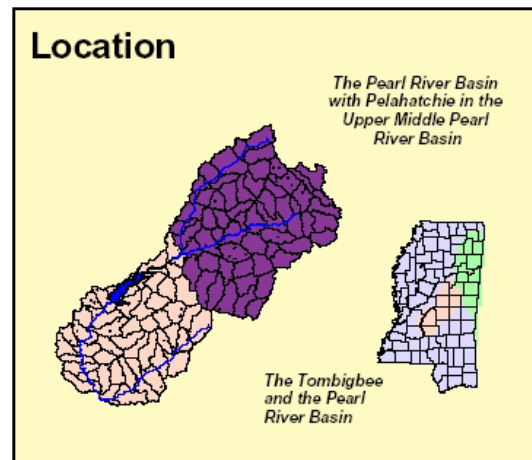 Location
The Pearl River Basin
with Pelahatchie in the
Upper Middle Pearl
River Basin
The Tombigbee
and the Pearl
River Basin